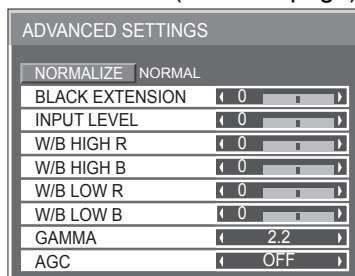 ADVANCED SETTINGS
NORMALIZE NORMAL
BLACK EXTENSION 0
INPUT LEVEL 0
W/B HIGH R 0
W/B HIGH B 0
W/B LOW R 0
W/B LOW B 0
GAMMA 2.2
AGC OFF